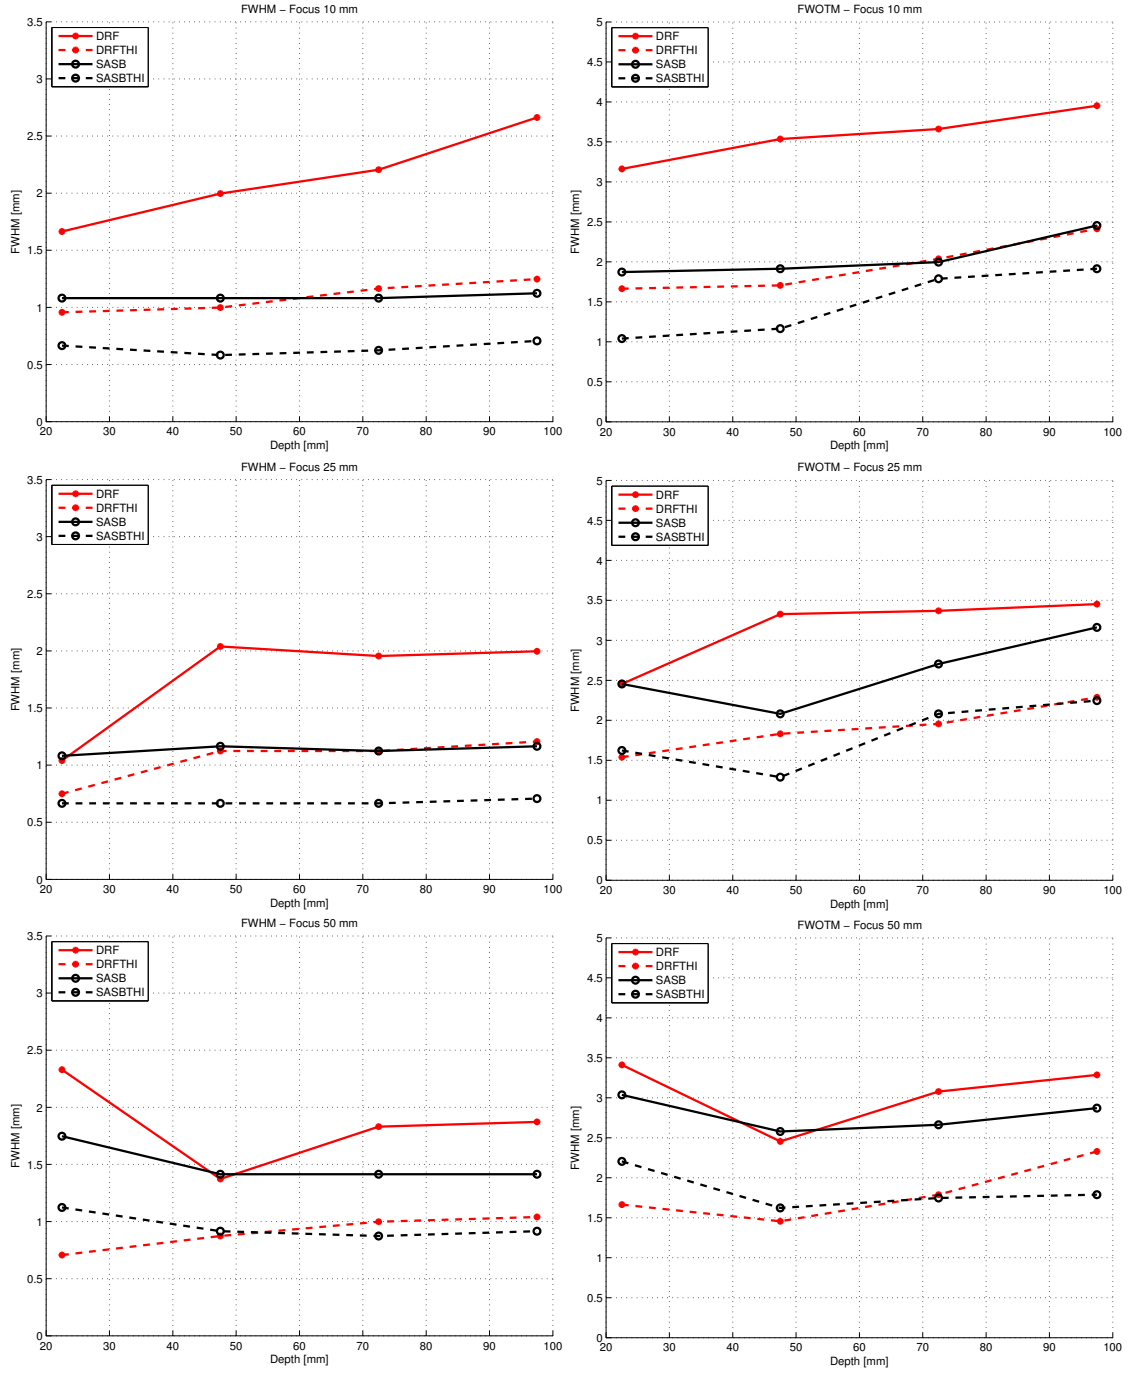 FWHM – Focus 10 mm
DRF
DRFTHI
SASB
SASBTHI
3.5
3
2.5
2
1.5
1
0.5
0
FWHM [mm]
20 30 40 50 60 70 80 90 100
Depth [mm]
FWOTM – Focus 10 mm
DRF
DRFTHI
SASB
SASBTHI
5
4.5
4
3.5
3
2.5
2
1.5
1
0.5
0
FWHM [mm]
20 30 40 50 60 70 80 90 100
Depth [mm]
FWHM – Focus 25 mm
DRF
DRFTHI
SASB
SASBTHI
3.5
3
2.5
2
1.5
1
0.5
0
FWHM [mm]
20 30 40 50 60 70 80 90 100
Depth [mm]
FWOTM – Focus 25 mm
DRF
DRFTHI
SASB
SASBTHI
5
4.5
4
3.5
3
2.5
2
1.5
1
0.5
0
FWHM [mm]
20 30 40 50 60 70 80 90 100
Depth [mm]
FWHM – Focus 50 mm
DRF
DRFTHI
SASB
SASBTHI
3.5
3
2.5
2
1.5
1
0.5
0
FWHM [mm]
20 30 40 50 60 70 80 90 100
Depth [mm]
FWOTM – Focus 50 mm
DRF
DRFTHI
SASB
SASBTHI
5
4.5
4
3.5
3
2.5
2
1.5
1
0.5
0
FWHM [mm]
20 30 40 50 60 70 80 90 100
Depth [mm]